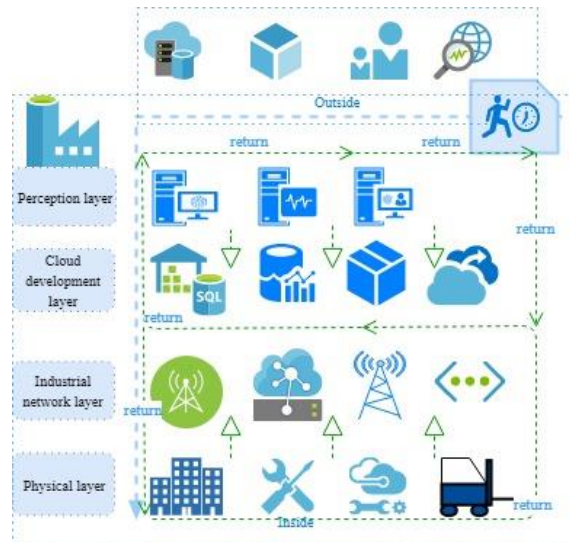 Outside
return
return
Perception layer
return
Cloud
development
layer
SQL
return
Industrial
network layer
return
Physical layer
return
Inside